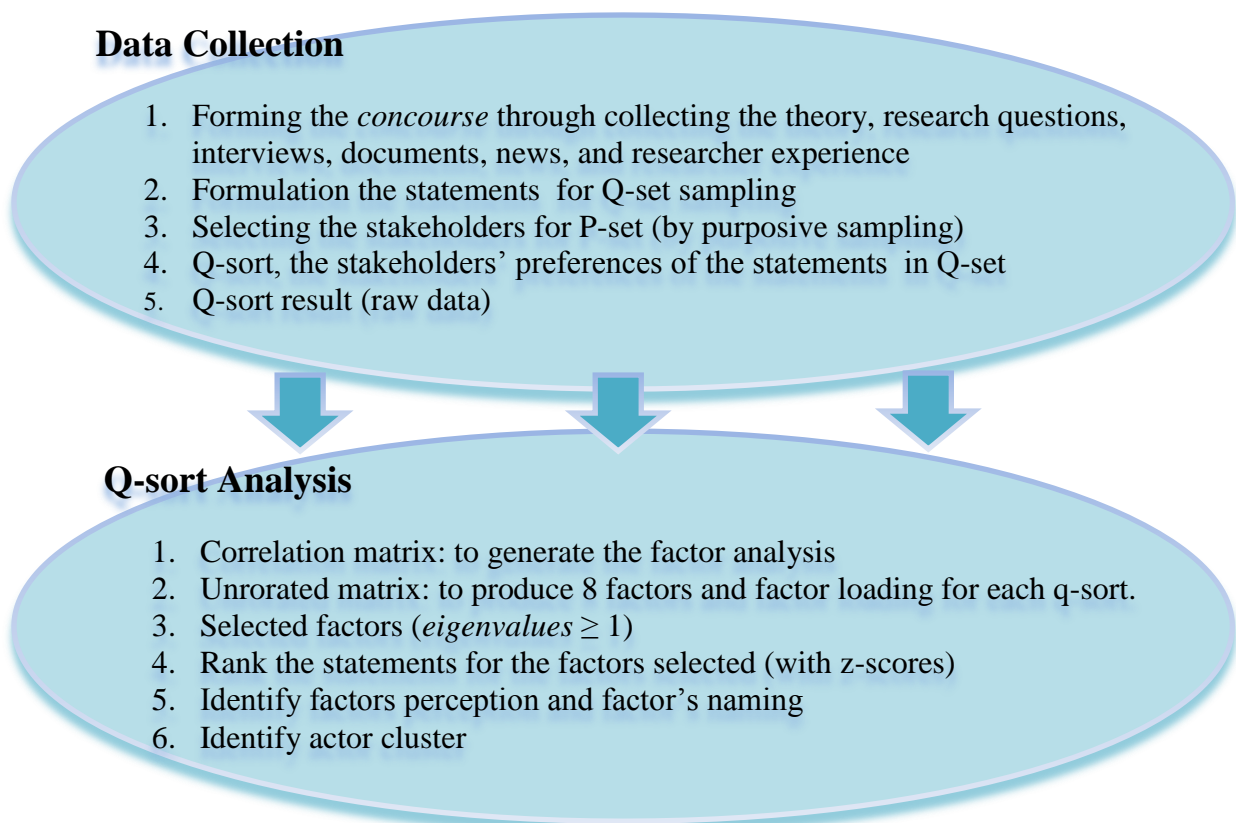 Data Collection
1. Forming the concourse through collecting the theory, research questions,
interviews, documents, news, and researcher experience
2. Formulation the statements for Q-set sampling
3. Selecting the stakeholders for P-set (by purposive sampling)
4. Q-sort, the stakeholders’ preferences of the statements in Q-set
5. Q-sort result (raw data)
Q-sort Analysis
1. Correlation matrix: to generate the factor analysis
2. Unrorated matrix: to produce 8 factors and factor loading for each q-sort.
3. Selected factors (eigenvalues ≥ 1)
4. Rank the statements for the factors selected (with z-scores)
5. Identify factors perception and factor’s naming
6. Identify actor cluster